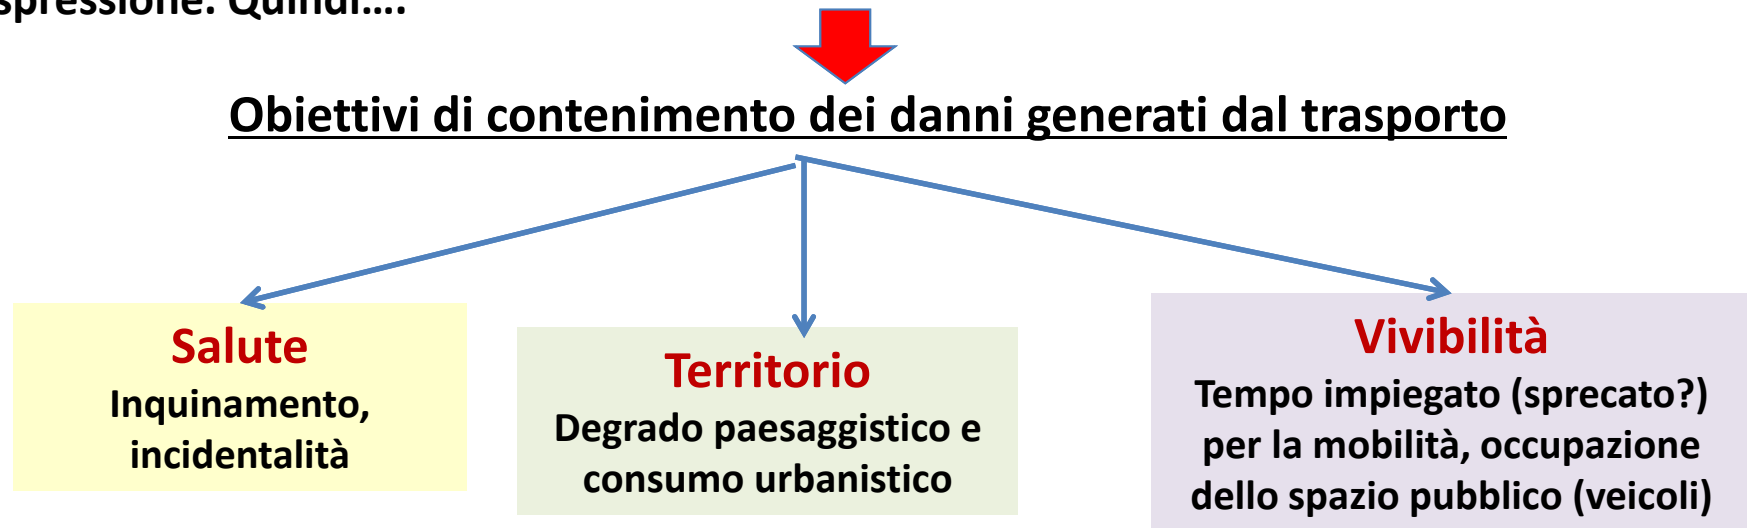 Quindi….
Obiettivi di contenimento dei danni generati dal trasporto
Salute
Inquinamento,
incidentalità
Territorio
Degrado paesaggistico e
consumo urbanistico
Vivibilità
Tempo impiegato (sprecato?)
per la mobilità, occupazione
dello spazio pubblico (veicoli)